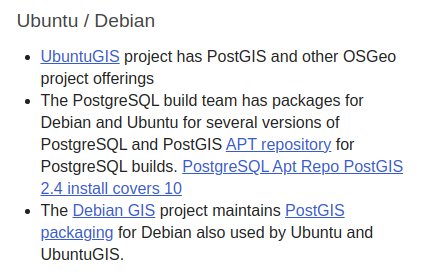 Ubuntu / Debian
UbuntuGIS project has PostGIS and other OSGeo
project offerings
The PostgreSQL build team has packages for
Debian and Ubuntu for several versions of
PostgreSQL and PostGIS APT repository for
PostgreSQL builds. PostgreSQL Apt Repo PostGIS
2.4 install covers 10
The Debian GIS project maintains PostGIS
packaging for Debian also used by Ubuntu and
UbuntuGIS.